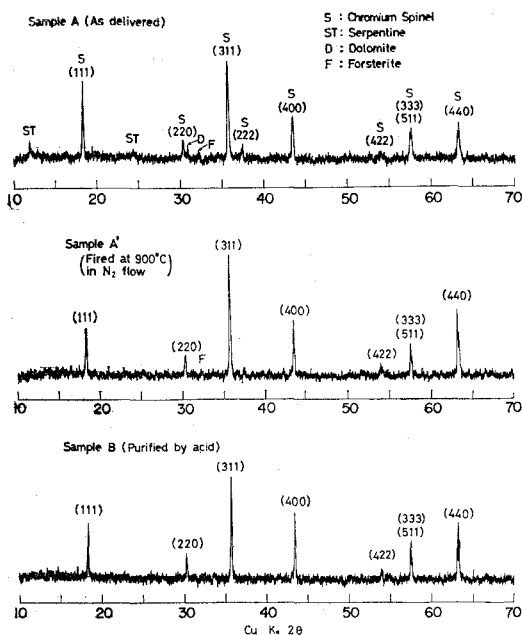 Sample A (As delivered)
S : Chromium Spinel
ST : Serpentine
D : Dolomite
F : Forsterite
S
(111)
S
(311)
S
(400)
S
(333)
(511)
S
(440)
ST
ST
S
(220)
D
F
S
(222)
S
(422)
10 20 30 40 50 60 70
Sample A'
(Fired at 900°C)
in N₂ flow
(111)
(220)
F
(311)
(400)
(422)
(333)
(511)
(440)
10 20 30 40 50 60 70
Sample B (Purified by acid)
(111)
(220)
(311)
(400)
(422)
(333)
(511)
(440)
10 20 30 40 50 60 70
Cu Kα 2θ